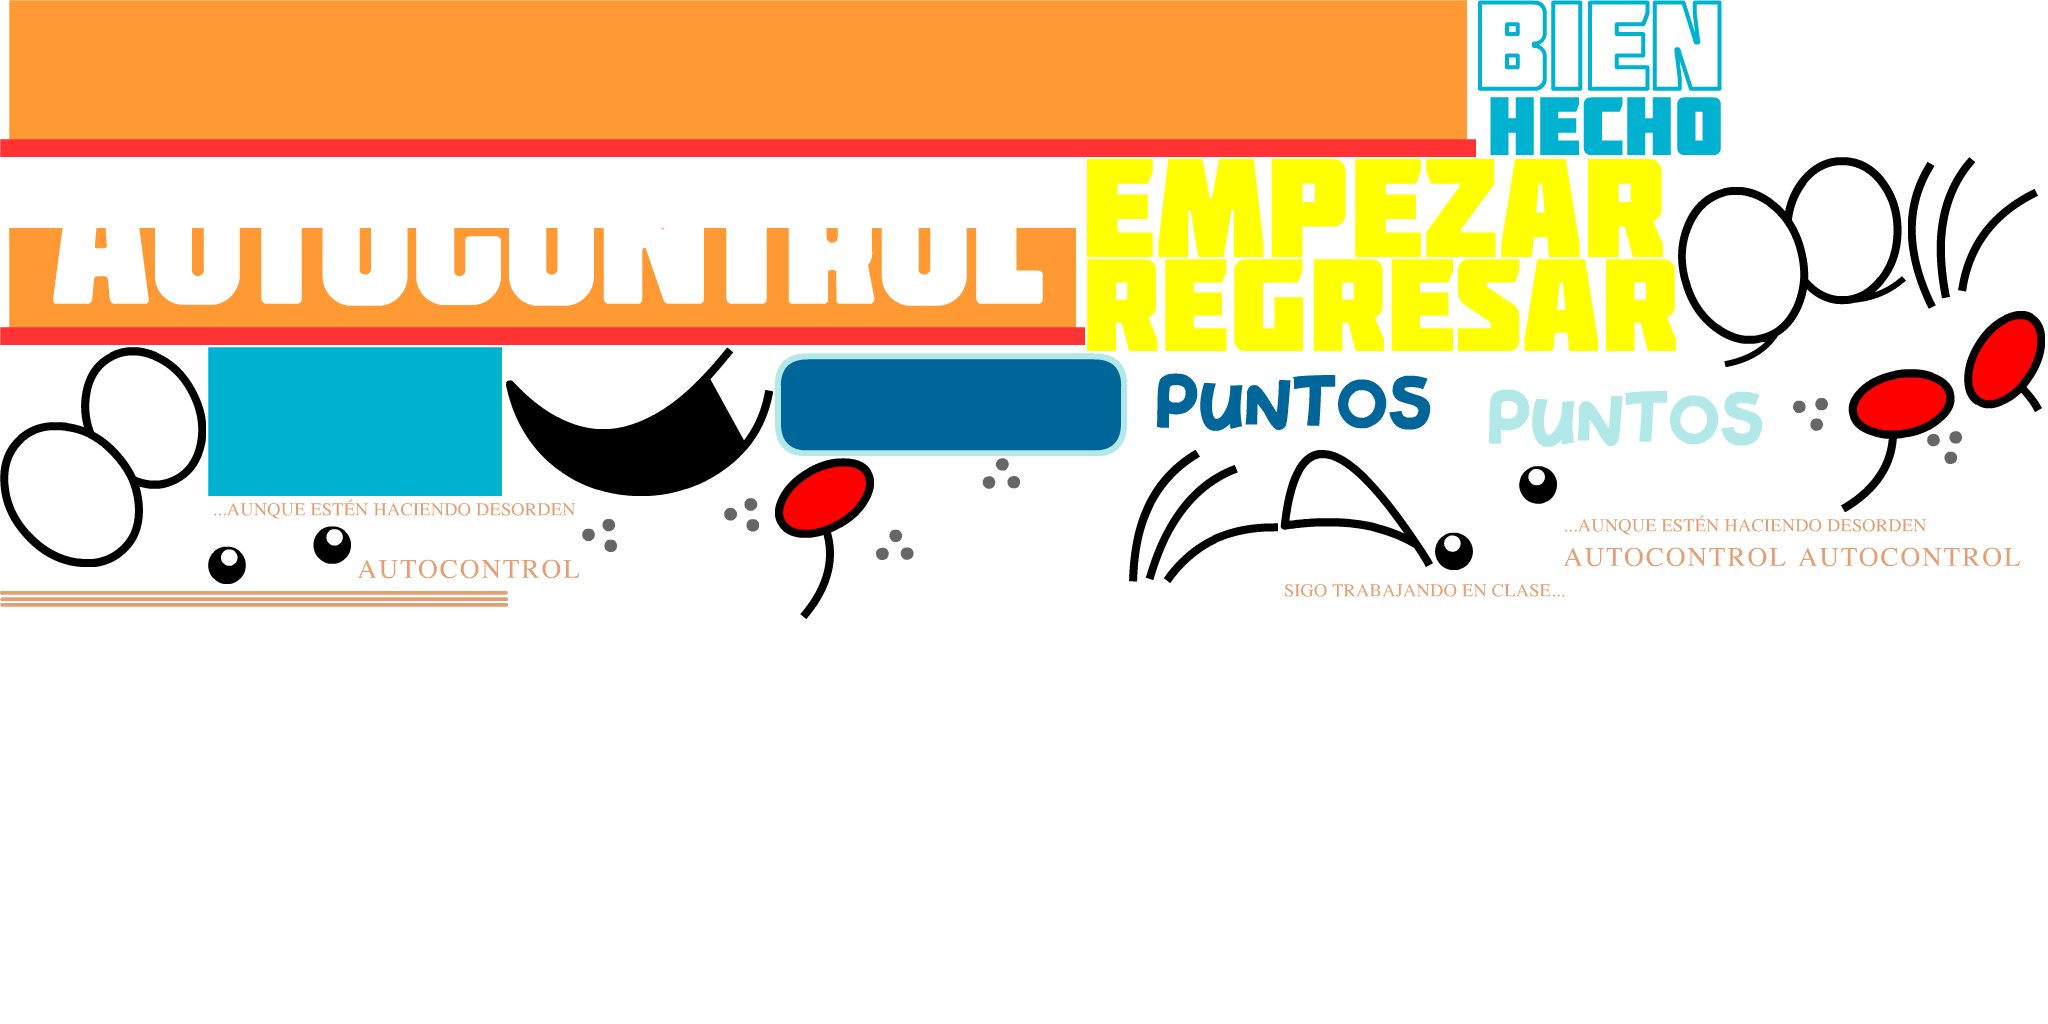 BIEN
HECHO
AUTOCONTROL
EMPEZAR
REGRESAR
PUNTOS
PUNTOS
...AUNQUE ESTÉN HACIENDO DESORDEN
AUTOCONTROL
...AUNQUE ESTÉN HACIENDO DESORDEN
AUTOCONTROL AUTOCONTROL
SIGO TRABAJANDO EN CLASE...